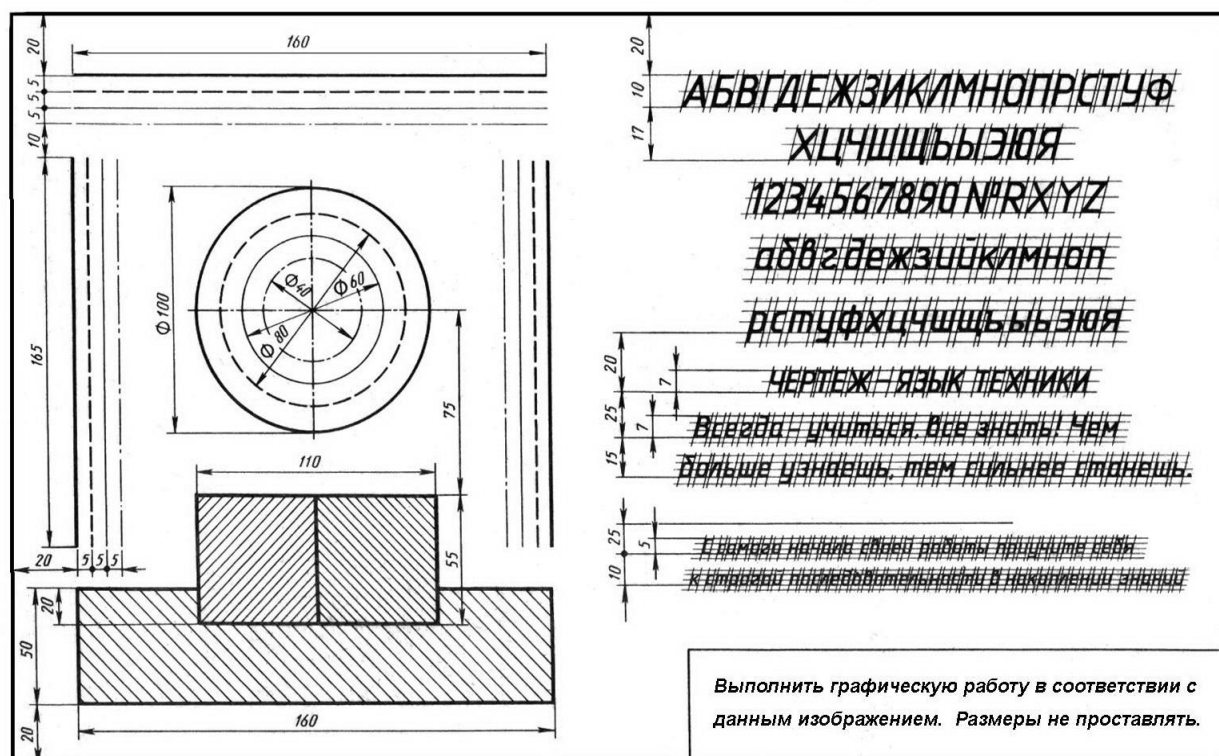 20
160
5
5
5
10
165
Ф100
Ф40
Ф60
Ф80
75
110
55
20
5
5
5
20
50
20
160
20
10
17
АБВГДЕЖЗИКЛМНОПРСТУФ
ХЦЧШЩЪЫЭЮЯ
1234567890 №RXYZ
абвгдежзийклмноп
рстуфхцчшщъыьэюя
20
7
ЧЕРТЕЖ – ЯЗЫК ТЕХНИКИ
25
7
Всегда – учиться, все знать! Чем
15
больше узнаешь, тем сильнее станешь.
25
5
С самого начала своей работы приучите себя
10
к строгой последовательности в накоплении знаний
Выполнить графическую работу в соответствии с
данным изображением. Размеры не проставлять.